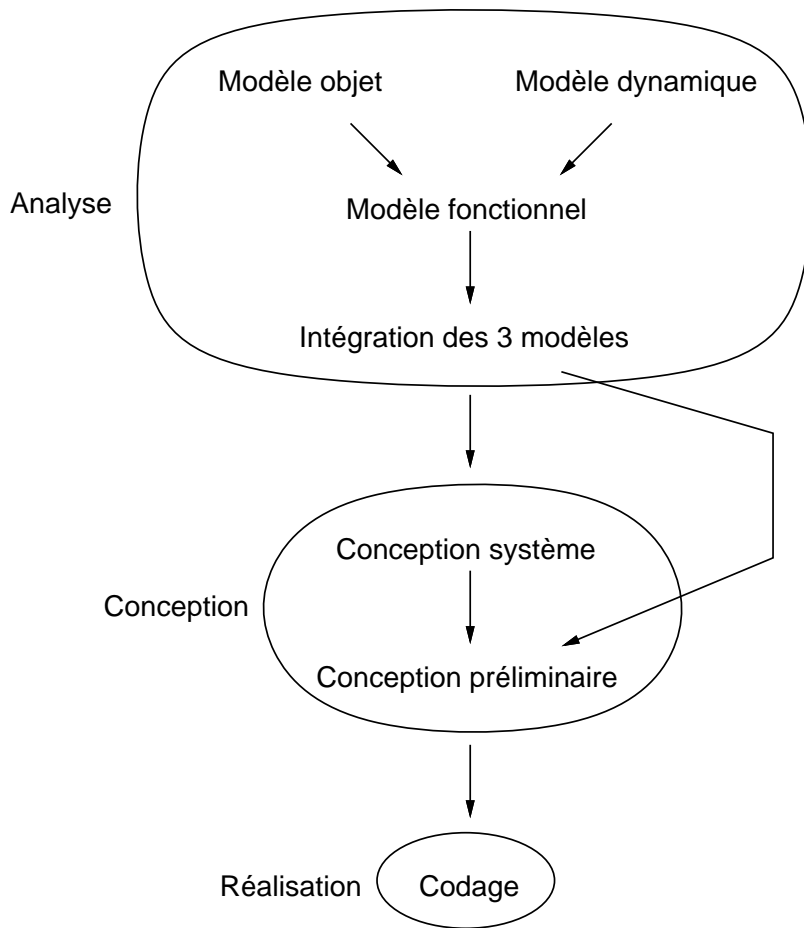 Modèle objet
Modèle dynamique
Analyse
Modèle fonctionnel
Intégration des 3 modèles
Conception système
Conception
Conception préliminaire
Réalisation
Codage